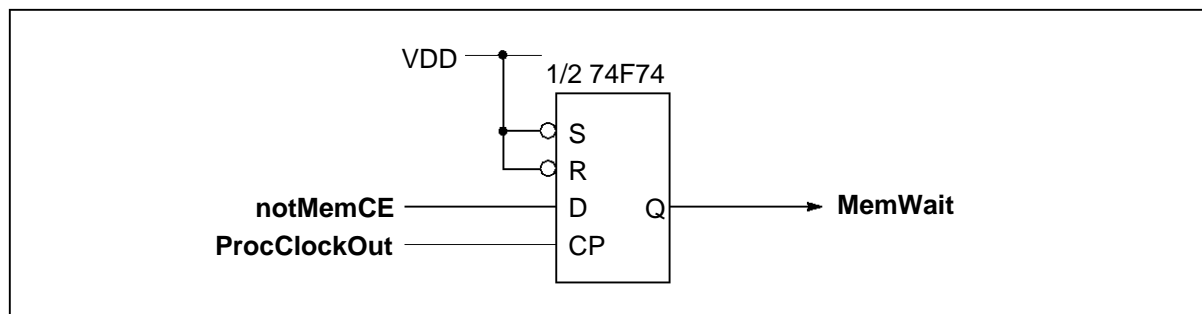 VDD
1/2 74F74
S
R
notMemCE
D
Q
MemWait
ProcClockOut
CP